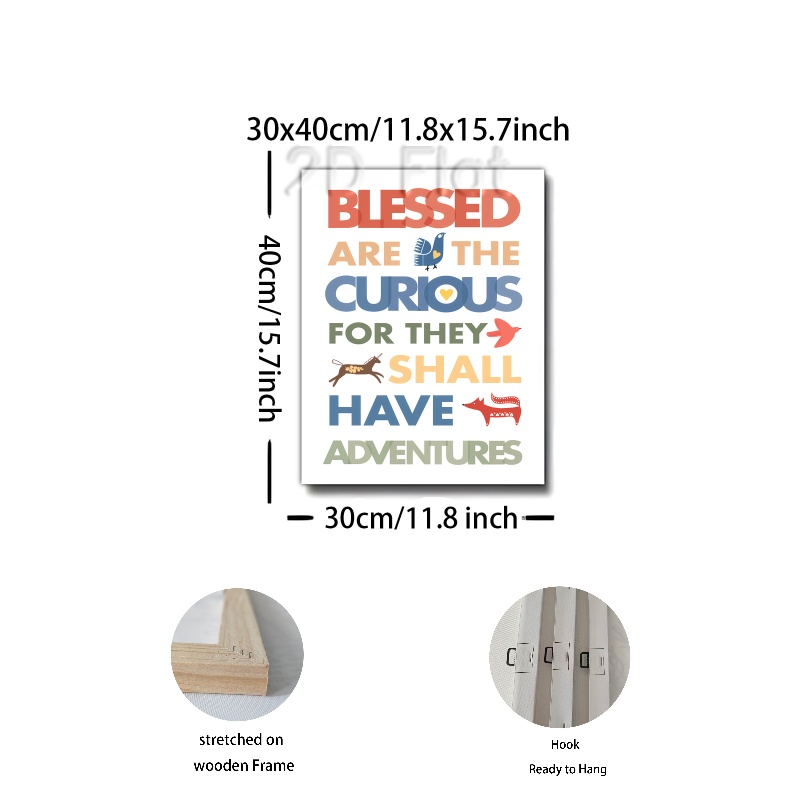 30x40cm/11.8x15.7inch
2D Flat
BLESSED
ARE THE
CURIOUS
FOR THEY
SHALL
HAVE
ADVENTURES
40cm/15.7inch
30cm/11.8 inch
stretched on
wooden Frame
Hook
Ready to Hang